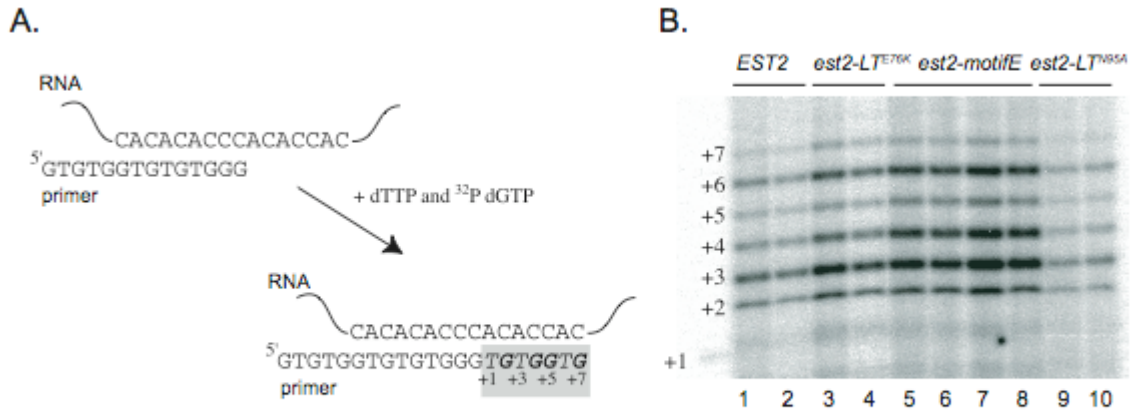 A.
RNA
CACACACCCACACCAC
5'GTGTGGTGTGTGGG
primer
+ dTTP and 32P dGTP
RNA
CACACACCCACACCAC
5'GTGTGGTGTGTGGGTGTGGTG
primer
+1 +3 +5 +7
B.
EST2 est2-LTE76K est2-motifE est2-LTN95A
+7
+6
+5
+4
+3
+2
+1
1 2 3 4 5 6 7 8 9 10